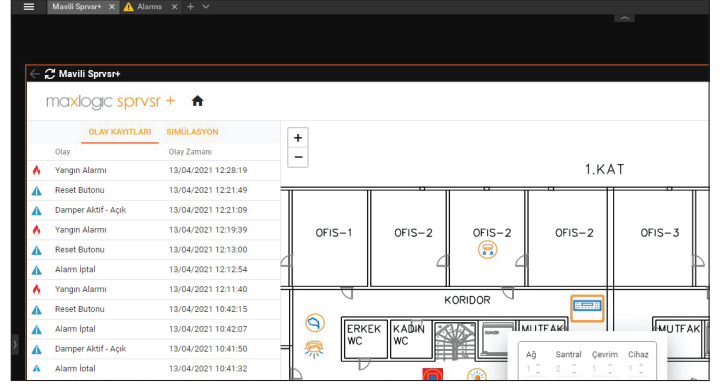 Mavili Sprvsr+ × Alarms × +
Mavili Sprvsr+
maxlogic sprvsr +
OLAY KAYITLARI SIMÜLASYON
Olay Olay Zamanı
Yangın Alarmı 13/04/2021 12:28:19
Reset Butonu 13/04/2021 12:21:49
Damper Aktif - Açık 13/04/2021 12:21:09
Yangın Alarmı 13/04/2021 12:19:39
Reset Butonu 13/04/2021 12:13:00
Alarm İptal 13/04/2021 12:12:54
Yangın Alarmı 13/04/2021 12:11:40
Reset Butonu 13/04/2021 10:42:15
Alarm İptal 13/04/2021 10:42:07
Damper Aktif - Açık 13/04/2021 10:41:50
Alarm İptal 13/04/2021 10:41:32
+
−
1.KAT
OFIS-1 OFIS-2 OFIS-2 OFIS-2 OFIS-3
KORIDOR
ERKEK WC
KADIN WC
MUTFAK
MUTFAK
Ağ Santral Çevrim Cihaz
1 2 1 1